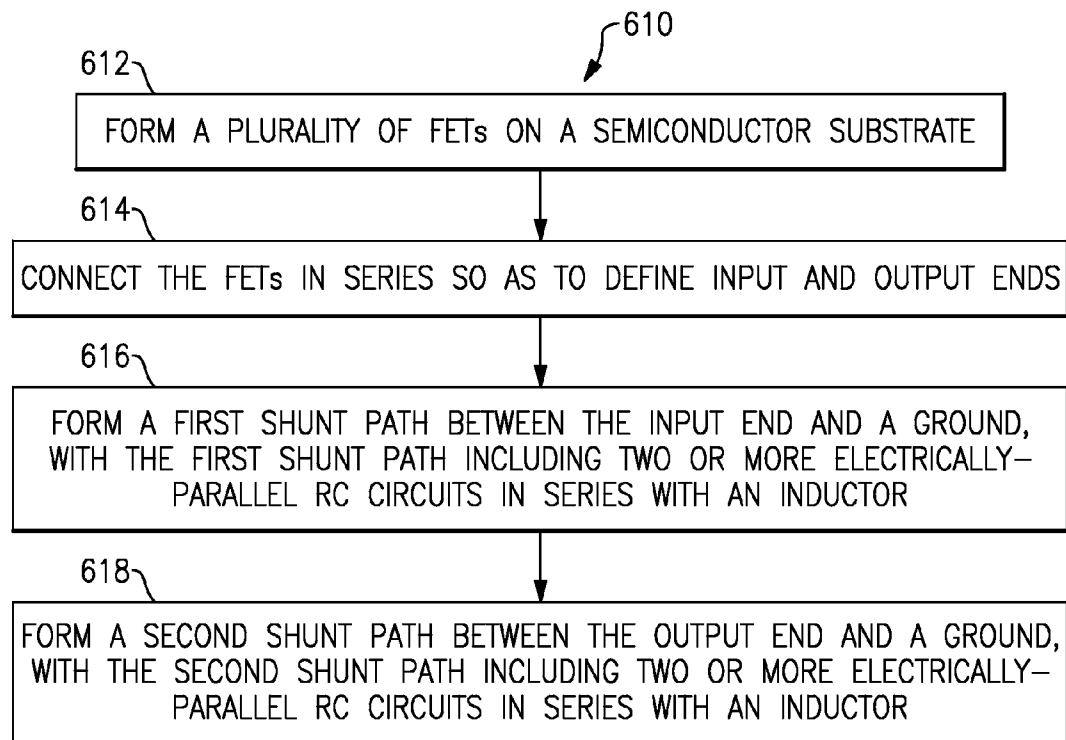 610
612
FORM A PLURALITY OF FETs ON A SEMICONDUCTOR SUBSTRATE
614
CONNECT THE FETs IN SERIES SO AS TO DEFINE INPUT AND OUTPUT ENDS
616
FORM A FIRST SHUNT PATH BETWEEN THE INPUT END AND A GROUND,
WITH THE FIRST SHUNT PATH INCLUDING TWO OR MORE ELECTRICALLY–
PARALLEL RC CIRCUITS IN SERIES WITH AN INDUCTOR
618
FORM A SECOND SHUNT PATH BETWEEN THE OUTPUT END AND A GROUND,
WITH THE SECOND SHUNT PATH INCLUDING TWO OR MORE ELECTRICALLY–
PARALLEL RC CIRCUITS IN SERIES WITH AN INDUCTOR